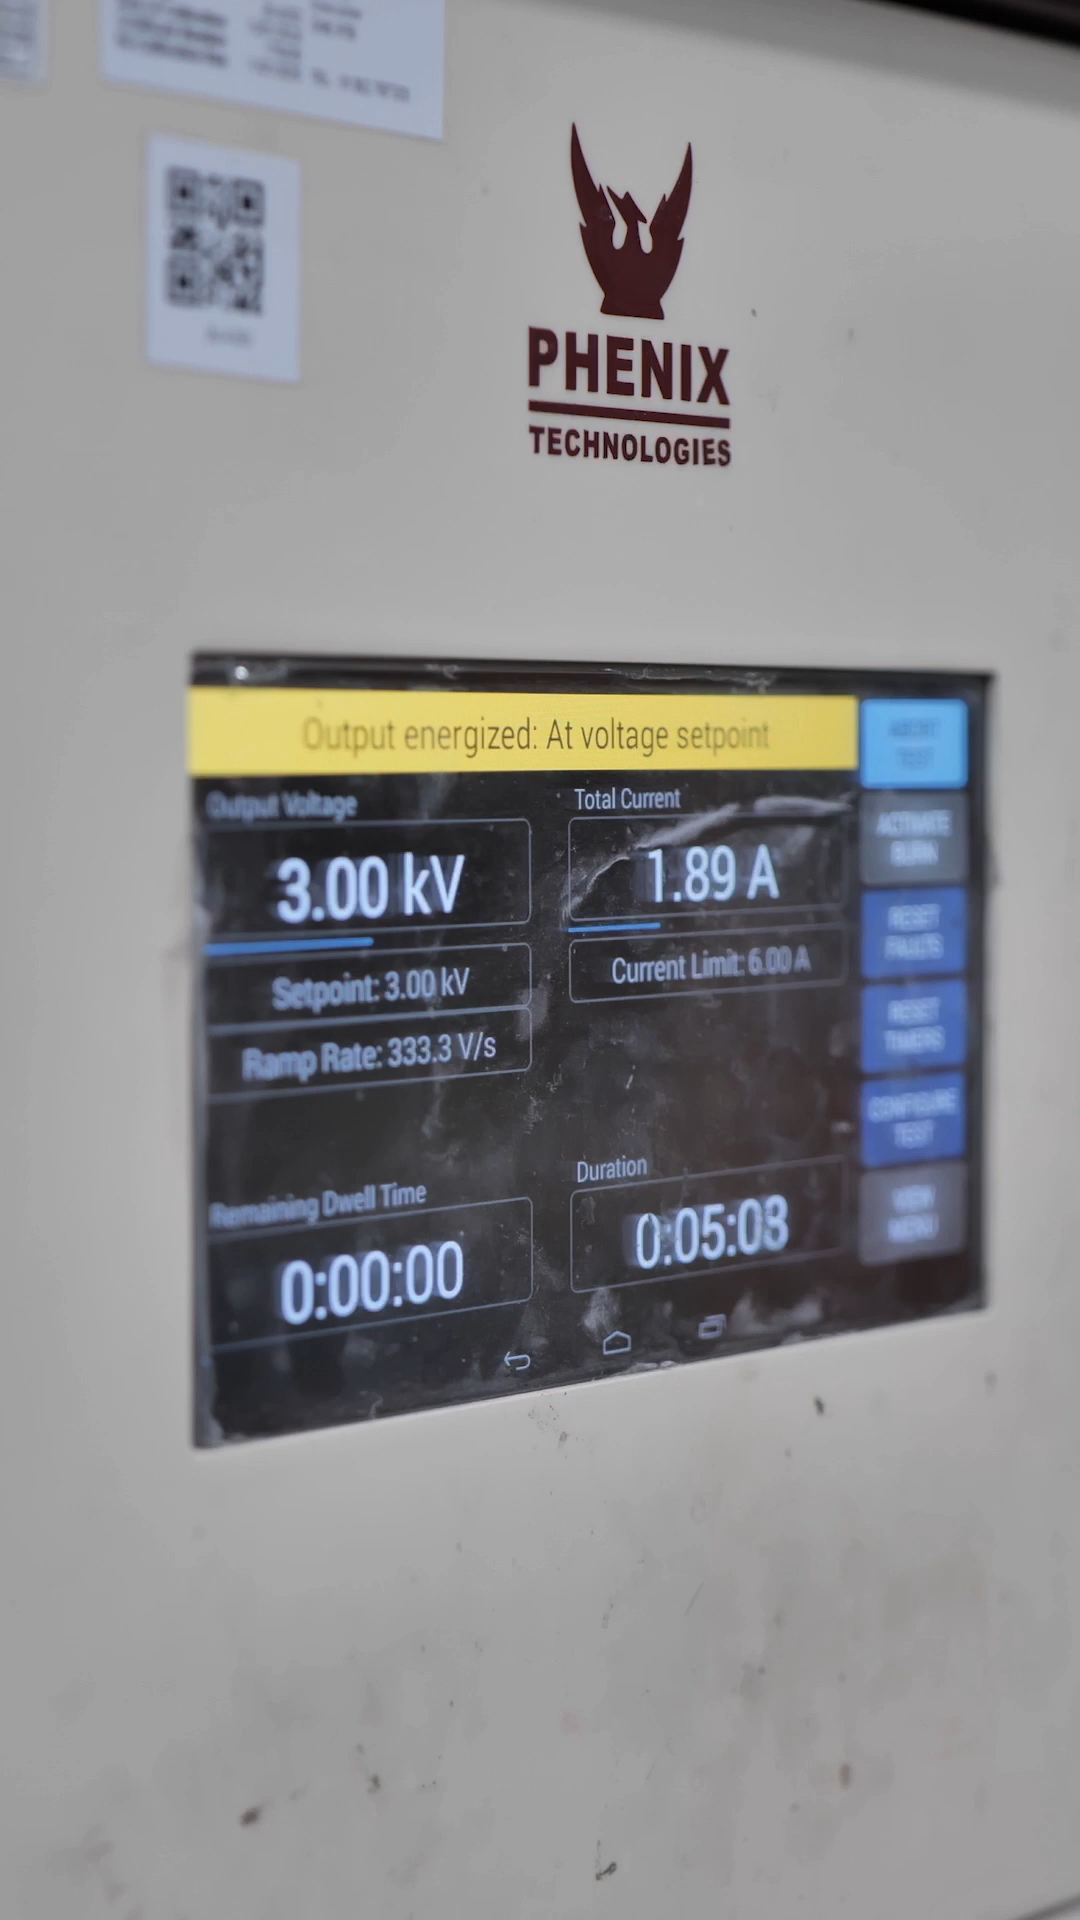 PHENIX
TECHNOLOGIES
Output energized: At voltage setpoint
ABORT
TEST
Output Voltage
Total Current
3.00 kV
1.89 A
ACTIVATE
BURN
Setpoint: 3.00 kV
Current Limit: 6.00 A
RESET
FAULTS
Ramp Rate: 333.3 V/s
RESET
TIMERS
CONFIGURE
TEST
Remaining Dwell Time
Duration
0:00:00
0:05:03
VIEW
MENU